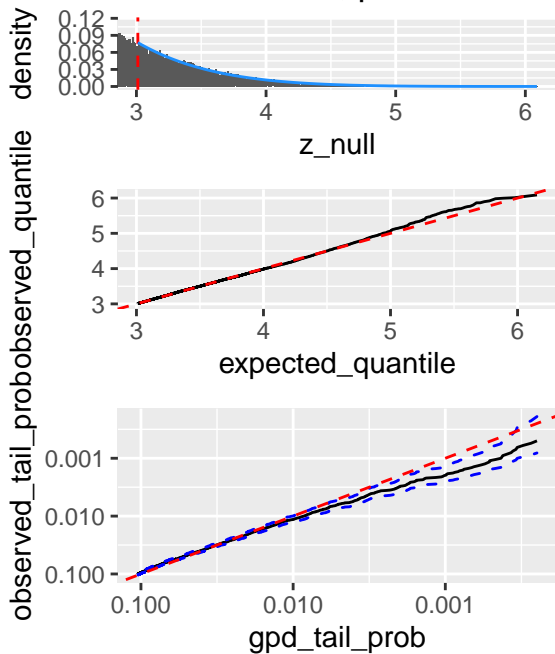 density
0.12
0.09
0.06
0.03
0.00
3 4 5 6
z_null
observed_quantile
6
5
4
3
3 4 5 6
expected_quantile
observed_tail_prob
0.001
0.010
0.100
0.100 0.010 0.001
gpd_tail_prob